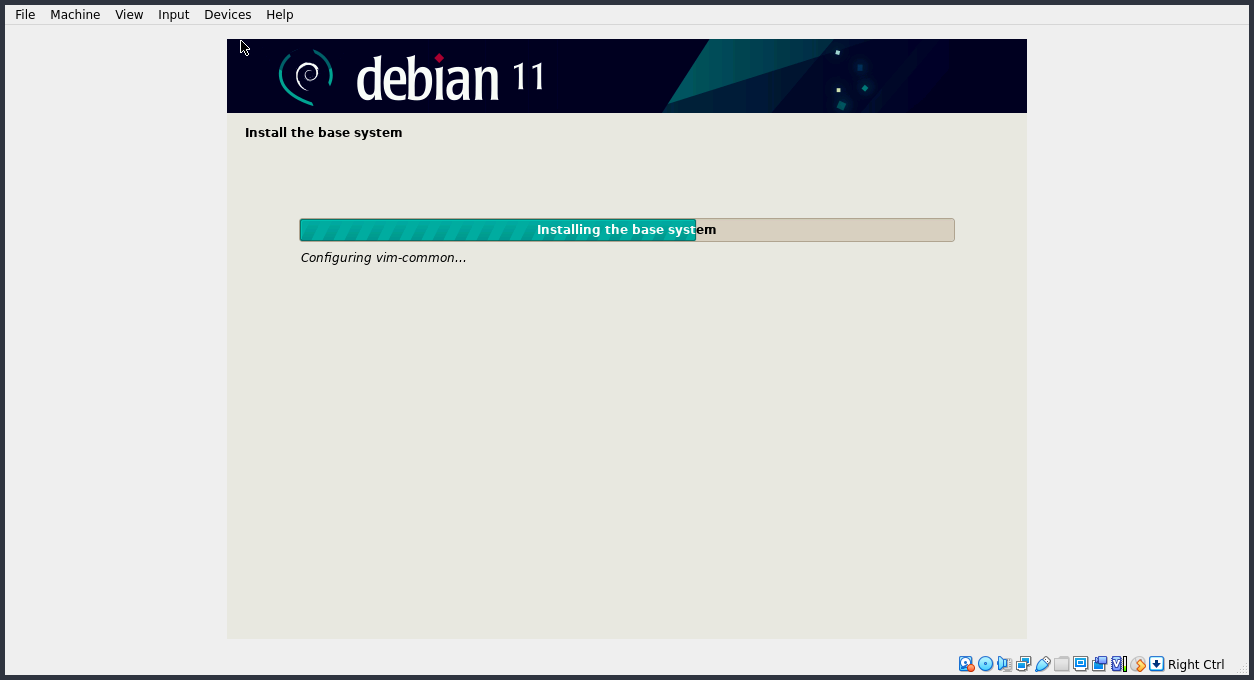 File Machine View Input Devices Help
debian 11
Install the base system
Installing the base system
Configuring vim-common...
Right Ctrl